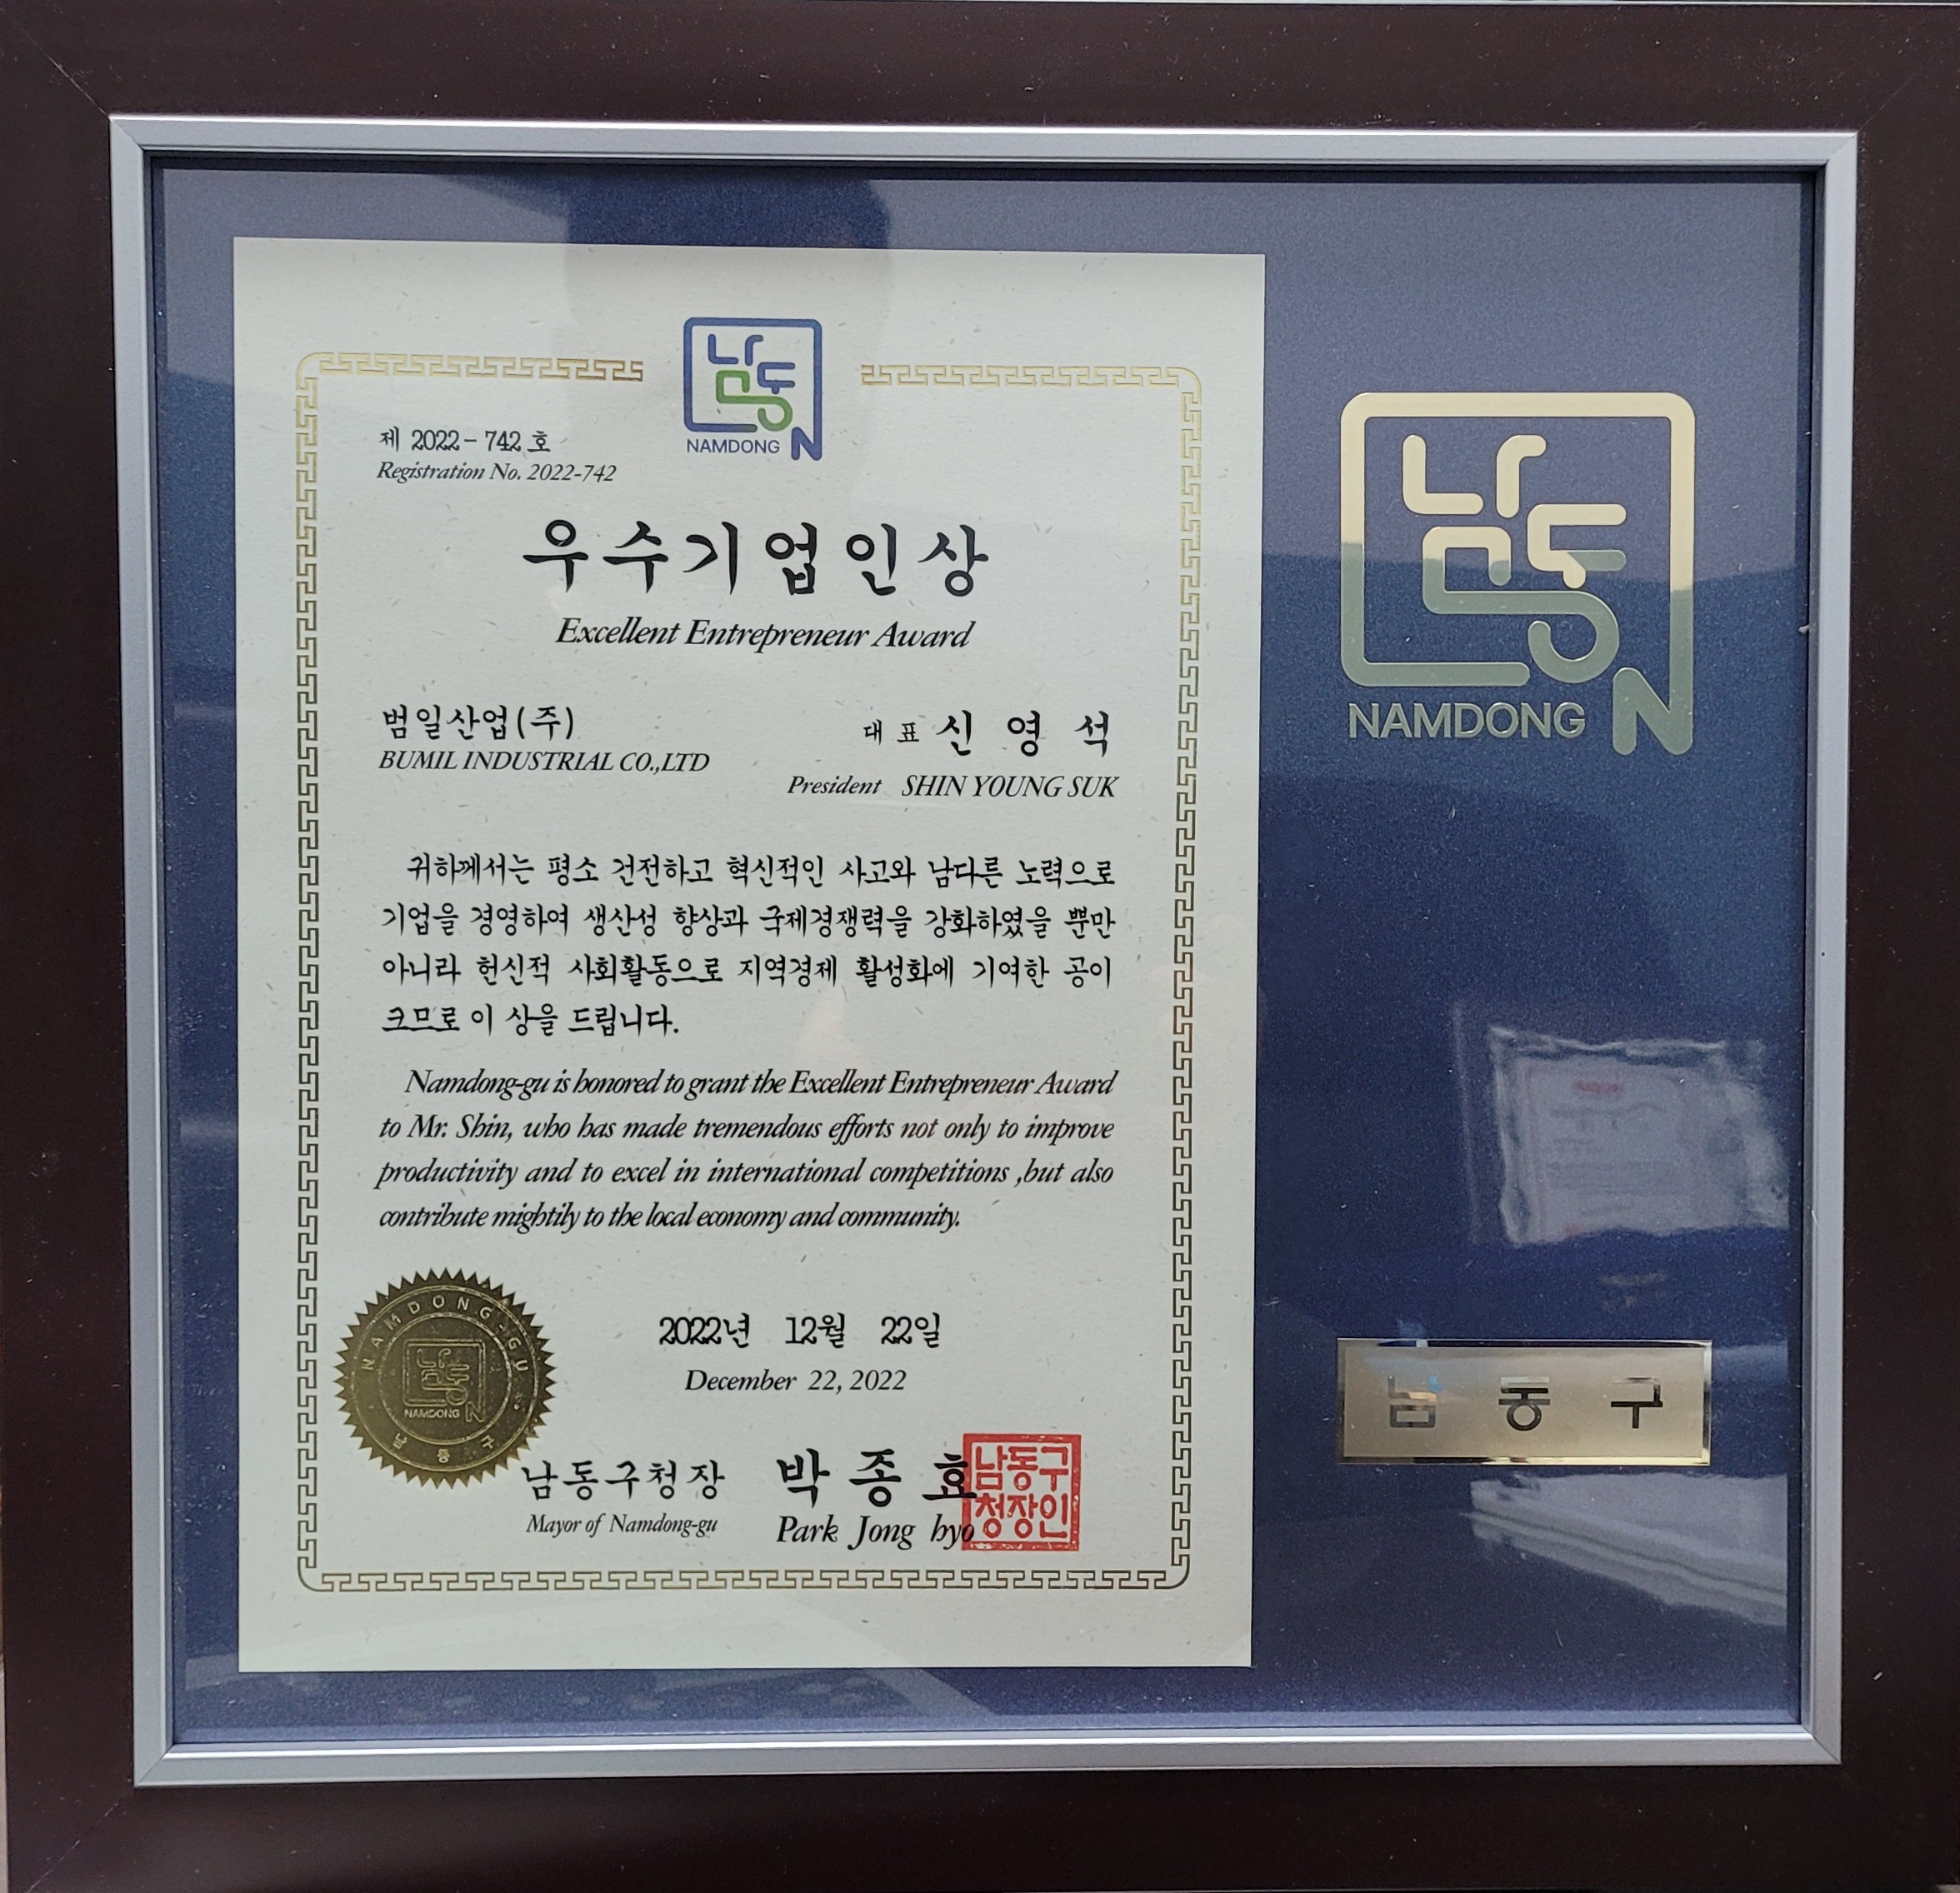 남동
NAMDONG N
제 2022-742 호
Registration No. 2022-742
우수기업인상
Excellent Entrepreneur Award
범일산업(주)
BUMIL INDUSTRIAL CO.,LTD
대표 신영석
President SHIN YOUNG SUK
귀하께서는 평소 건전하고 혁신적인 사고와 남다른 노력으로
기업을 경영하여 생산성 향상과 국제경쟁력을 강화하였을 뿐만
아니라 헌신적 사회활동으로 지역경제 활성화에 기여한 공이
크므로 이 상을 드립니다.
Namdong-gu is honored to grant the Excellent Entrepreneur Award
to Mr. Shin, who has made tremendous efforts not only to improve
productivity and to excel in international competitions ,but also
contribute mightily to the local economy and community.
2022년 12월 22일
December 22, 2022
NAMDONG-GU
남동
NAMDONG N
남동구
남동구청장 박종효
Mayor of Namdong-gu Park Jong hyo
남동구
청장인
남동
NAMDONG N
남동구